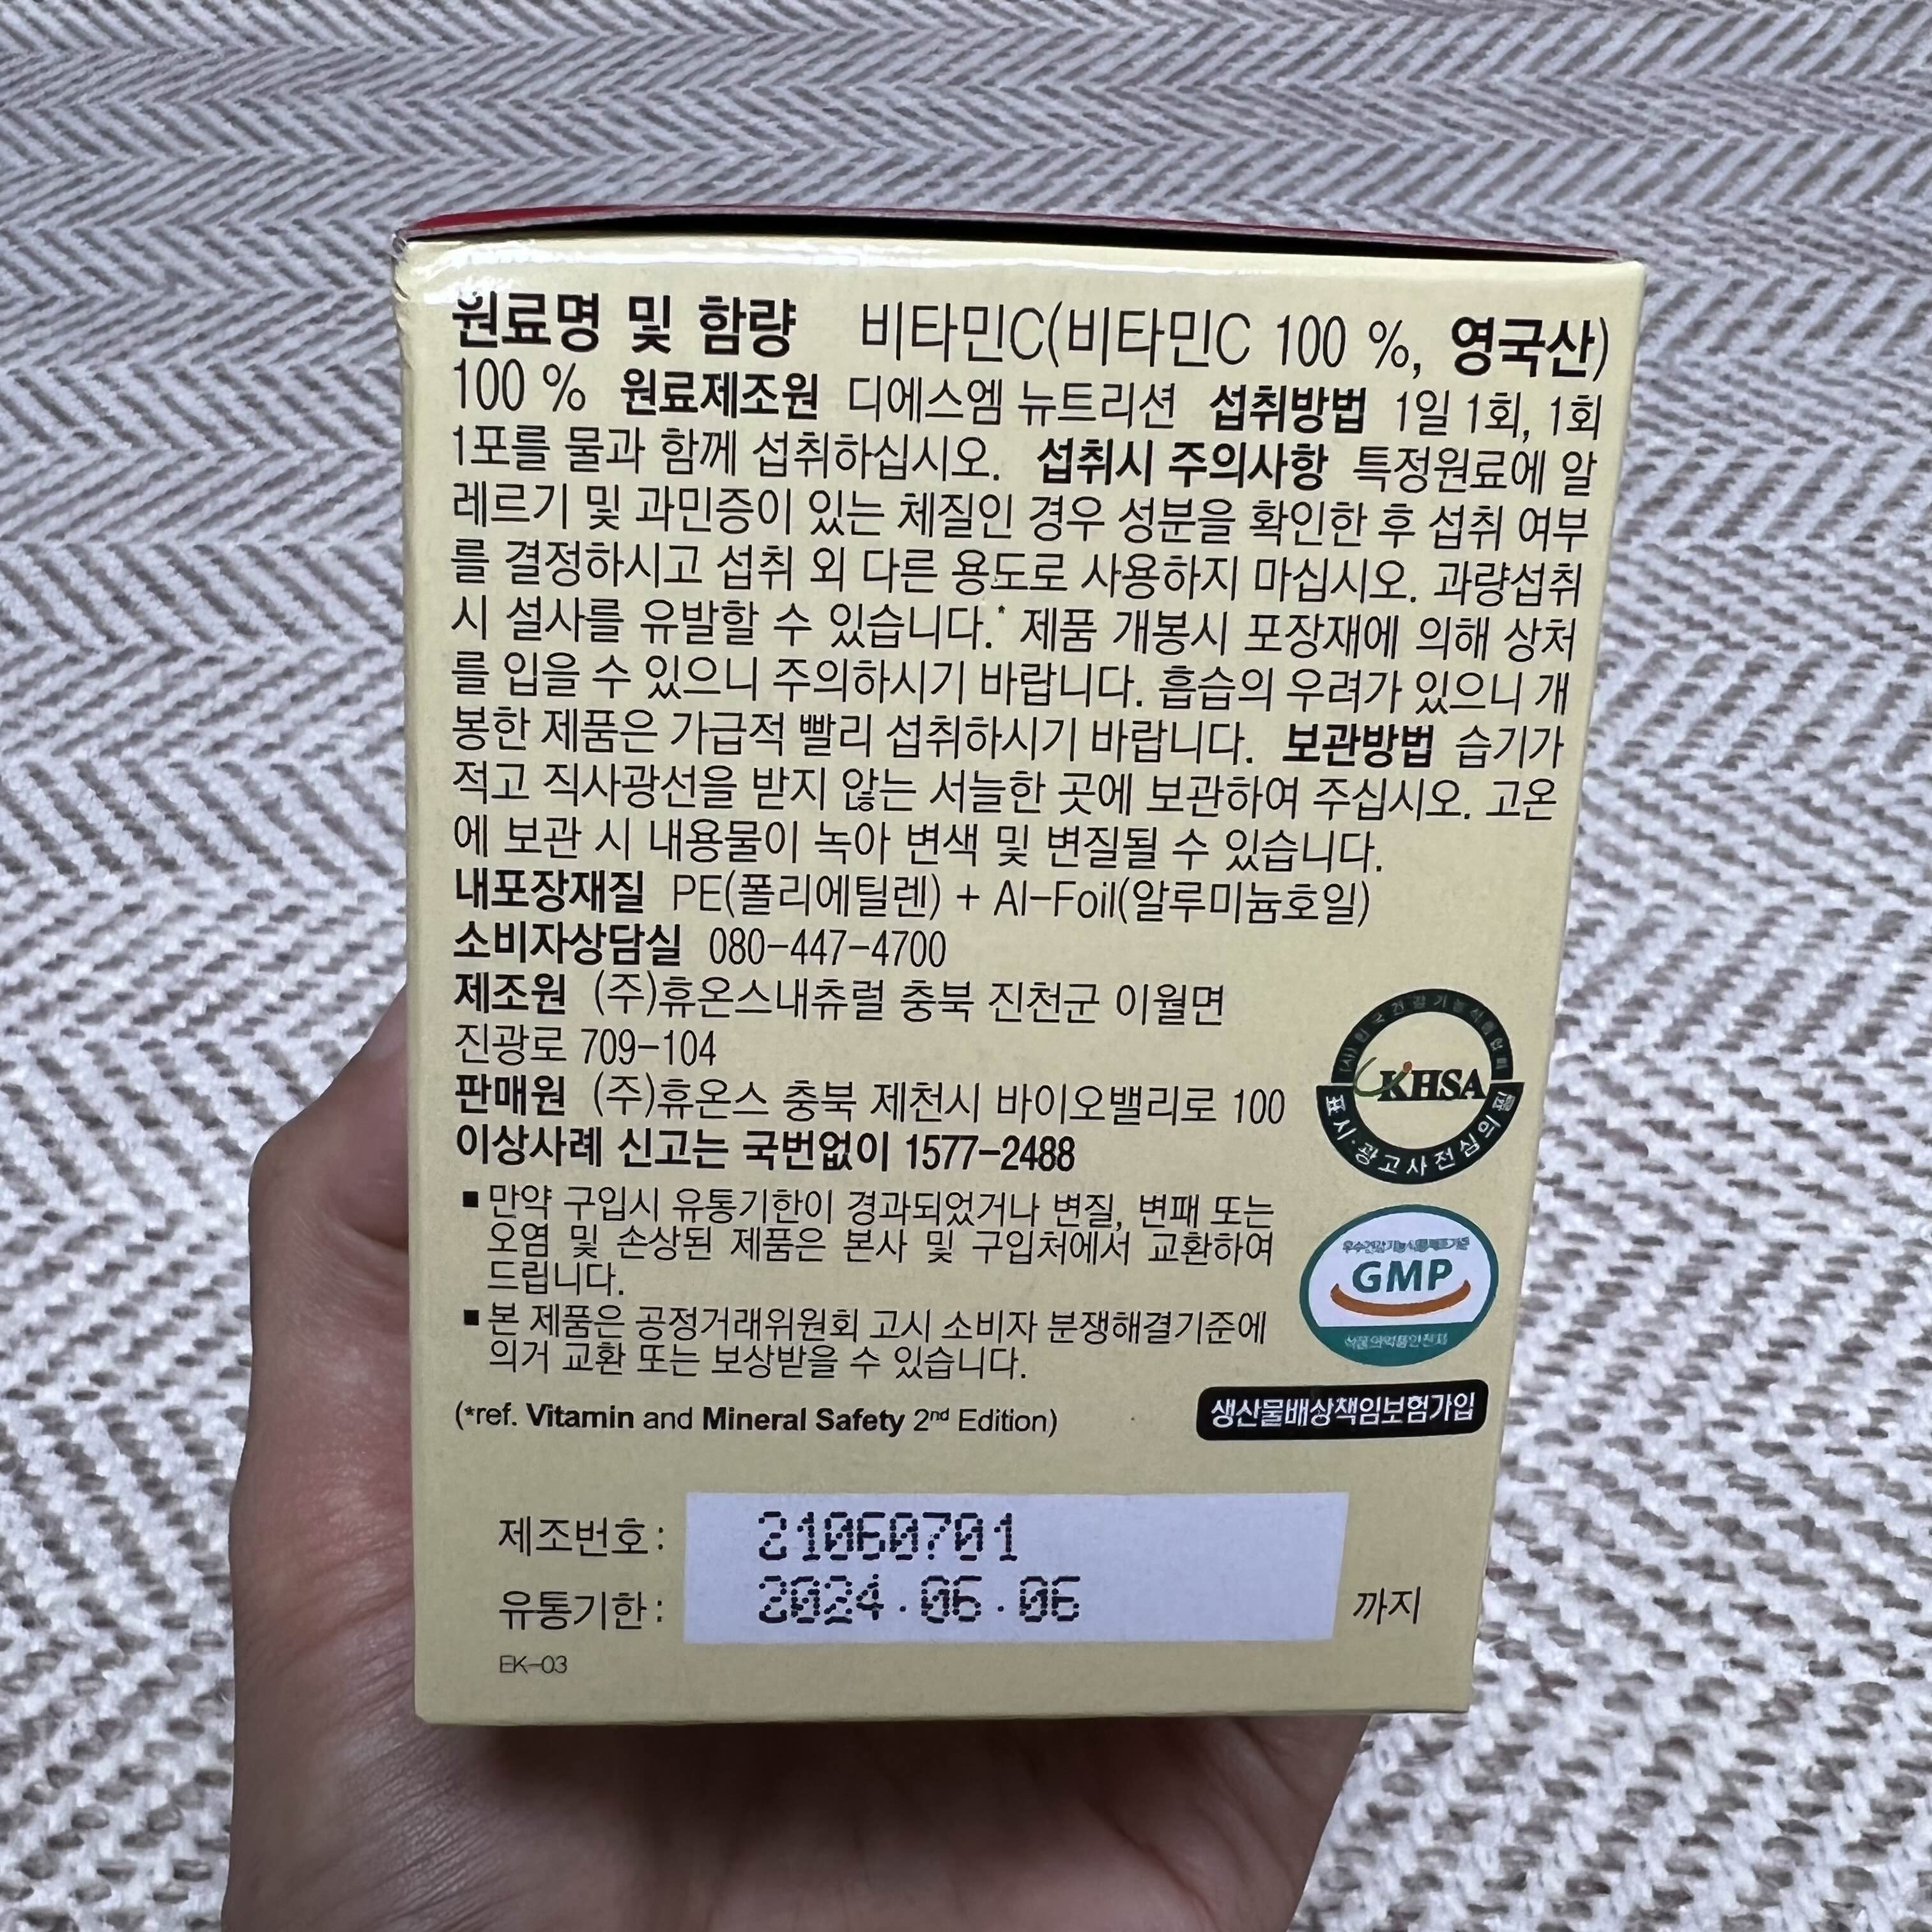 원료명 및 함량 비타민C(비타민C 100 %, 영국산)
100 % 원료제조원 디에스엠 뉴트리션 섭취방법 1일 1회, 1회
1포를 물과 함께 섭취하십시오. 섭취시 주의사항 특정원료에 알
레르기 및 과민증이 있는 체질인 경우 성분을 확인한 후 섭취 여부
를 결정하시고 섭취 외 다른 용도로 사용하지 마십시오. 과량섭취
시 설사를 유발할 수 있습니다.* 제품 개봉시 포장재에 의해 상처
를 입을 수 있으니 주의하시기 바랍니다. 흡습의 우려가 있으니 개
봉한 제품은 가급적 빨리 섭취하시기 바랍니다. 보관방법 습기가
적고 직사광선을 받지 않는 서늘한 곳에 보관하여 주십시오. 고온
에 보관 시 내용물이 녹아 변색 및 변질될 수 있습니다.
내포장재질 PE(폴리에틸렌) + Al-Foil(알루미늄호일)
소비자상담실 080-447-4700
제조원 (주)휴온스내츄럴 충북 진천군 이월면
진광로 709-104
판매원 (주)휴온스 충북 제천시 바이오밸리로 100
이상사례 신고는 국번없이 1577-2488
(사)한국건강기능식품협회
KHSA
표시·광고사전심의필
■ 만약 구입시 유통기한이 경과되었거나 변질, 변패 또는
오염 및 손상된 제품은 본사 및 구입처에서 교환하여
드립니다.
■ 본 제품은 공정거래위원회 고시 소비자 분쟁해결기준에
의거 교환 또는 보상받을 수 있습니다.
GMP
(*ref. Vitamin and Mineral Safety 2nd Edition)
생산물배상책임보험가입
제조번호: 21060701
유통기한: 2024.06.06 까지
EK-03